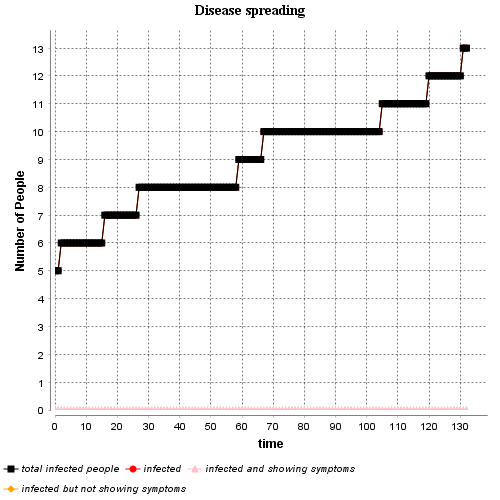 Disease spreading
13
12
11
10
9
8
7
6
5
4
3
2
1
0
Number of People
0 10 20 30 40 50 60 70 80 90 100 110 120 130
time
total infected people infected infected and showing symptoms
infected but not showing symptoms